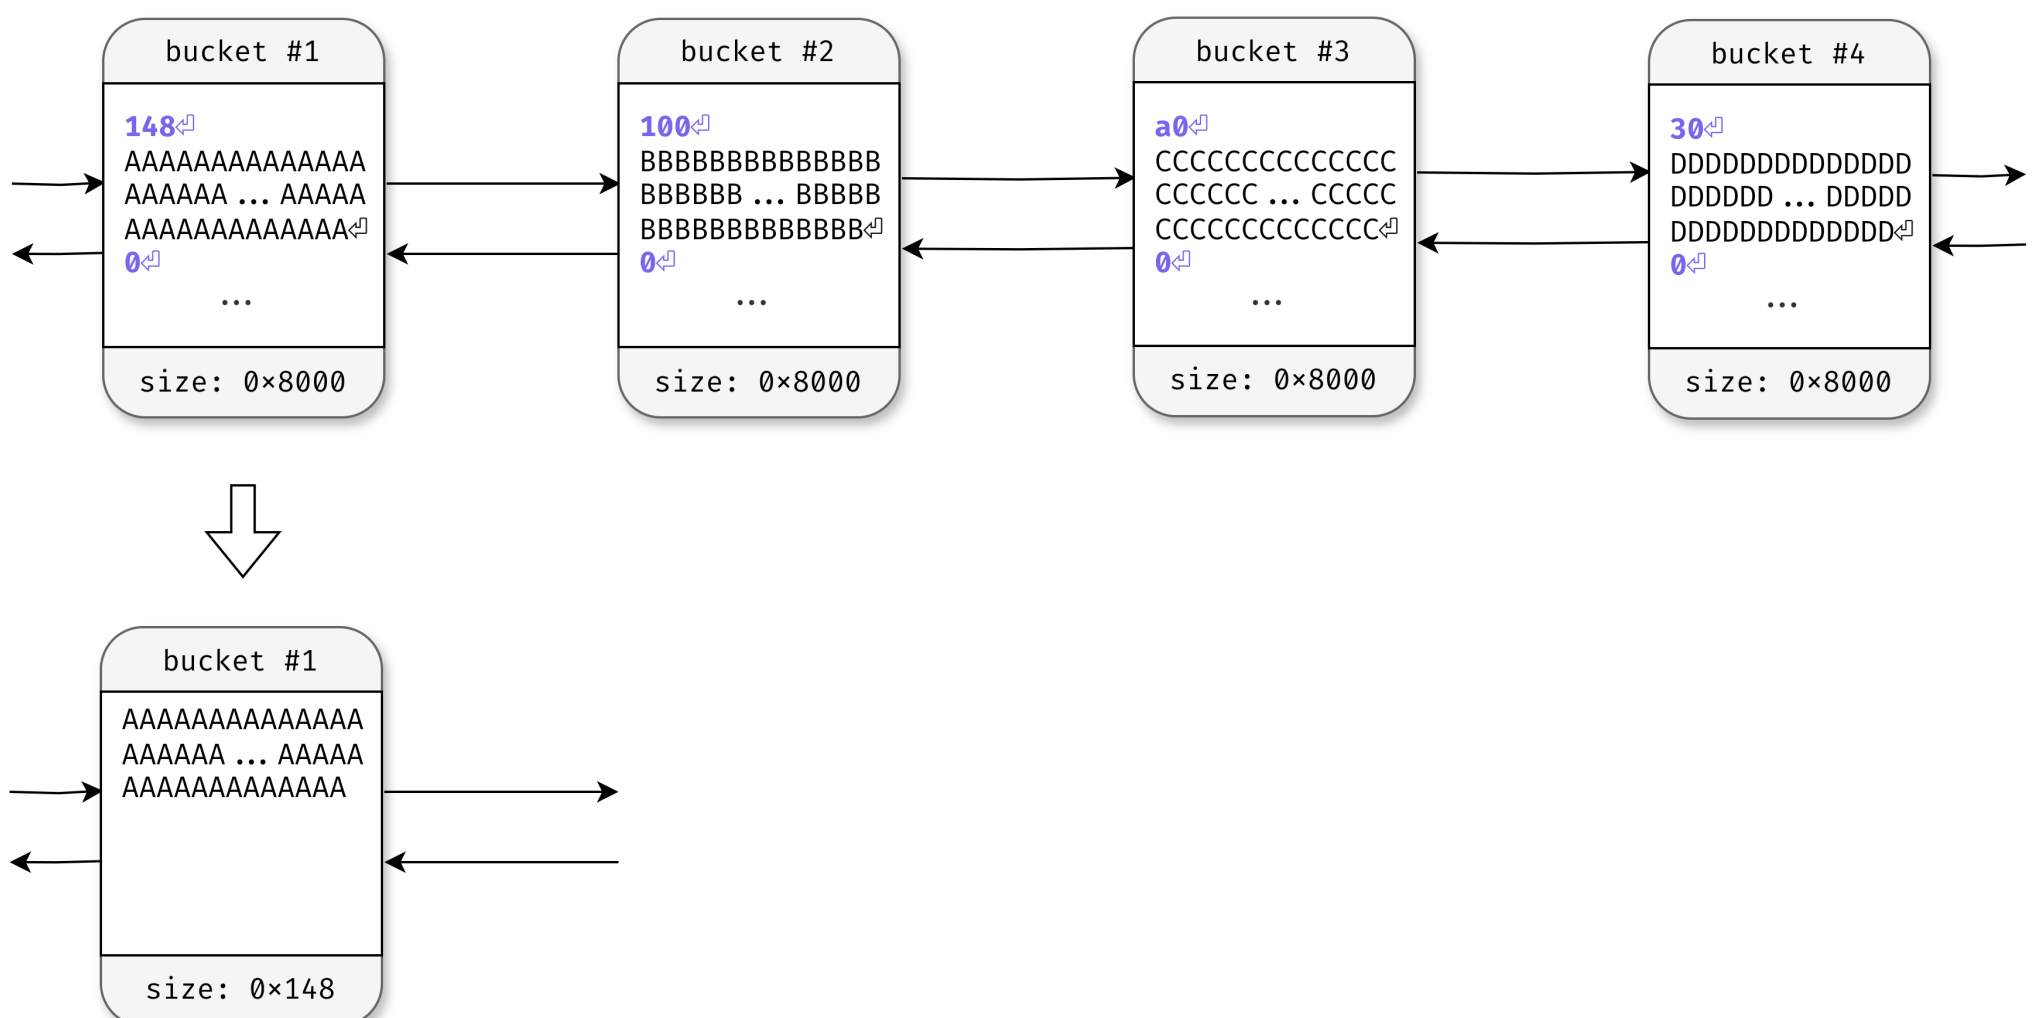 bucket #1
148⏎
AAAAAAAAAAAAAA
AAAAAA ... AAAAA
AAAAAAAAAAAAA⏎
0⏎
...
size: 0×8000
bucket #2
100⏎
BBBBBBBBBBBBBB
BBBBBB ... BBBBB
BBBBBBBBBBBBB⏎
0⏎
...
size: 0×8000
bucket #3
a0⏎
CCCCCCCCCCCCCC
CCCCCC ... CCCCC
CCCCCCCCCCCCC⏎
0⏎
...
size: 0×8000
bucket #4
30⏎
DDDDDDDDDDDDDD
DDDDDD ... DDDDD
DDDDDDDDDDDDD⏎
0⏎
...
size: 0×8000
bucket #1
AAAAAAAAAAAAAA
AAAAAA ... AAAAA
AAAAAAAAAAAAA
size: 0×148